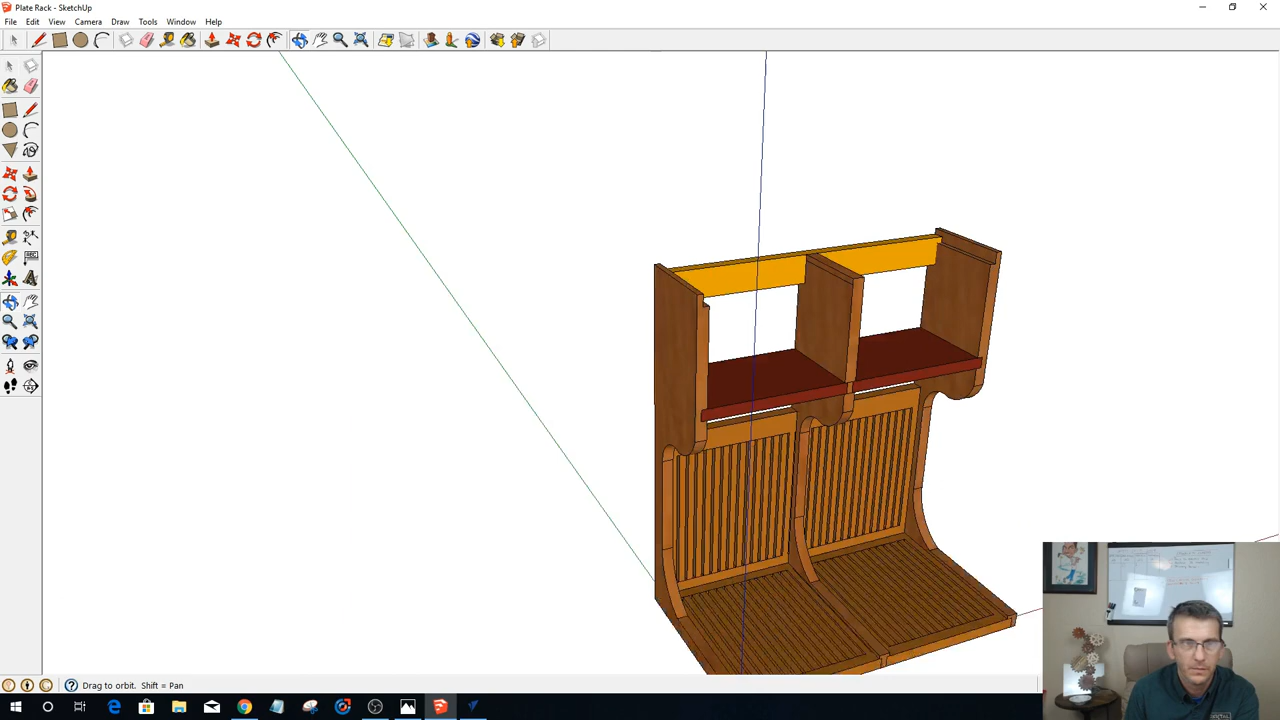 Plate Rack - SketchUp
File Edit View Camera Draw Tools Window Help
Drag to orbit. Shift = Pan